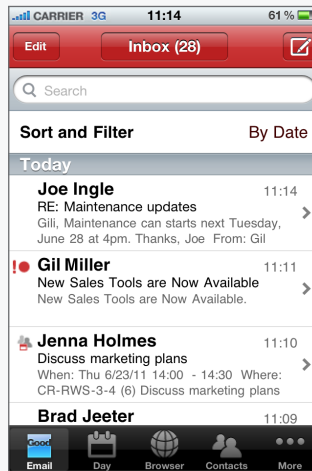 CARRIER 3G 11:14 61 %
Edit Inbox (28)
Search
Sort and Filter By Date
Today
Joe Ingle 11:14
RE: Maintenance updates
Gili, Maintenance can starts next Tuesday,
June 28 at 4pm. Thanks, Joe From: Gil
! Gil Miller 11:11
New Sales Tools are Now Available
New Sales Tools are Now Available.
Jenna Holmes 11:10
Discuss marketing plans
When: Thu 6/23/11 14:00 - 14:30 Where:
CR-RWS-3-4 (6) Discuss marketing plans
Brad Jeeter 11:09
Good
Email Day Browser Contacts More